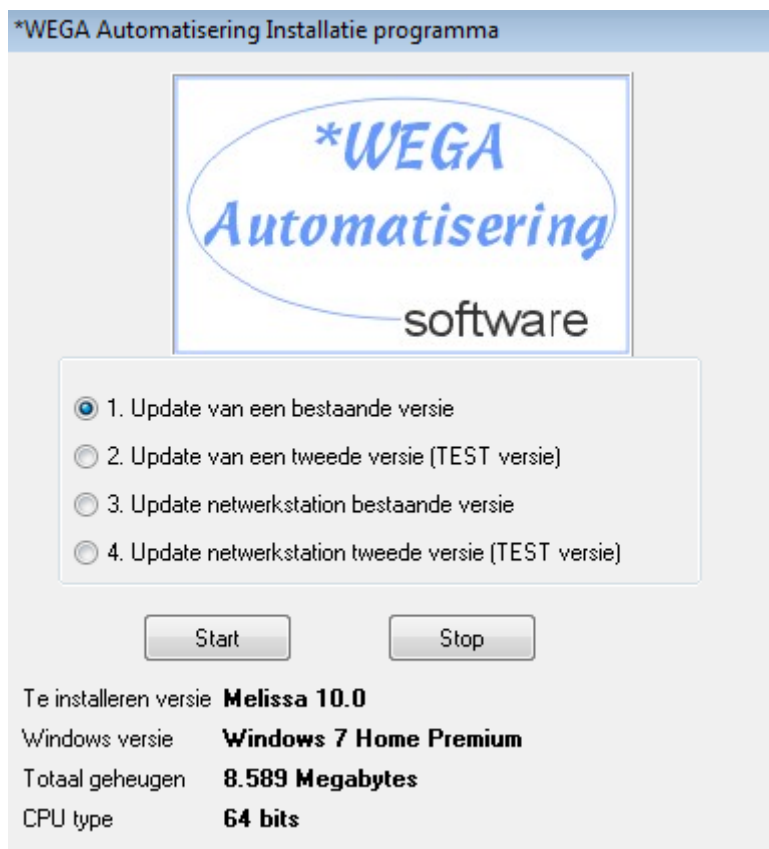 *WEGA Automatisering Installatie programma
*WEGA
Automatisering
software
1. Update van een bestaande versie
2. Update van een tweede versie (TEST versie)
3. Update netwerkstation bestaande versie
4. Update netwerkstation tweede versie (TEST versie)
Start Stop
Te installeren versie Melissa 10.0
Windows versie Windows 7 Home Premium
Totaal geheugen 8.589 Megabytes
CPU type 64 bits